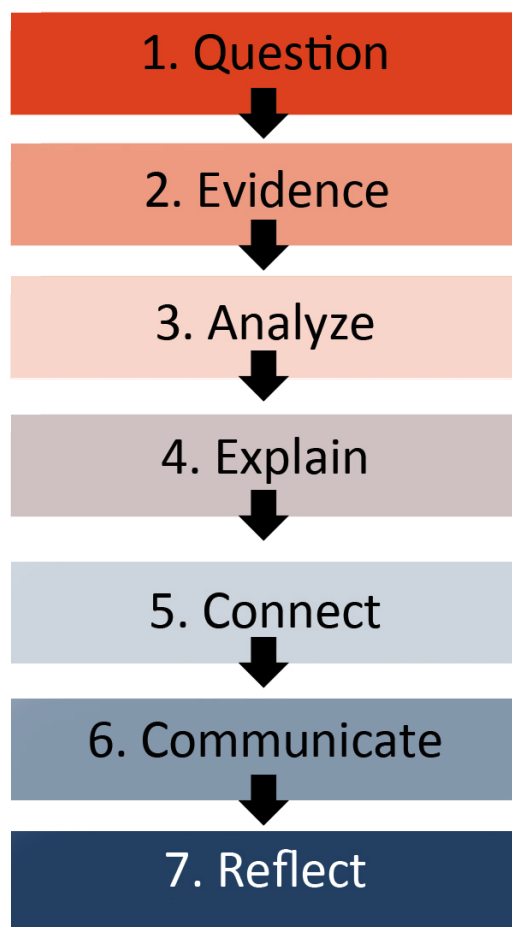 1. Question
2. Evidence
3. Analyze
4. Explain
5. Connect
6. Communicate
7. Reflect